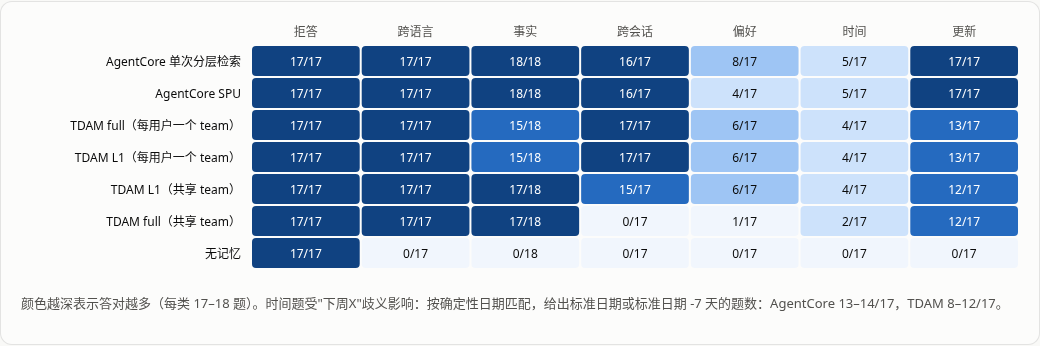 拒答 跨语言 事实 跨会话 偏好 时间 更新
AgentCore 单次分层检索 17/17 17/17 18/18 16/17 8/17 5/17 17/17
AgentCore SPU 17/17 17/17 18/18 16/17 4/17 5/17 17/17
TDAM full（每用户一个 team） 17/17 17/17 15/18 17/17 6/17 4/17 13/17
TDAM L1（每用户一个 team） 17/17 17/17 15/18 17/17 6/17 4/17 13/17
TDAM L1（共享 team） 17/17 17/17 17/18 15/17 6/17 4/17 12/17
TDAM full（共享 team） 17/17 17/17 17/18 0/17 1/17 2/17 12/17
无记忆 17/17 0/17 0/18 0/17 0/17 0/17 0/17
颜色越深表示答对越多（每类 17–18 题）。时间题受"下周X"歧义影响：按确定性日期匹配，给出标准日期或标准日期 -7 天的题数：AgentCore 13–14/17，TDAM 8–12/17。